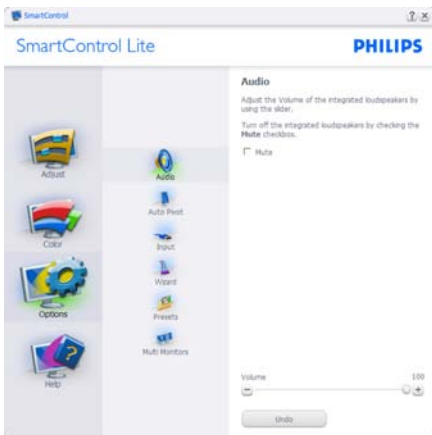 SmartControl
SmartControl Lite
PHILIPS
Adjust
Color
Options
Help
Audio
Auto Pivot
Input
Wizard
Presets
Multi Monitors
Audio
Adjust the Volume of the integrated loudspeakers by
using the slider.
Turn off the integrated loudspeakers by checking the
Mute checkbox.
Mute
Volume 100
Undo